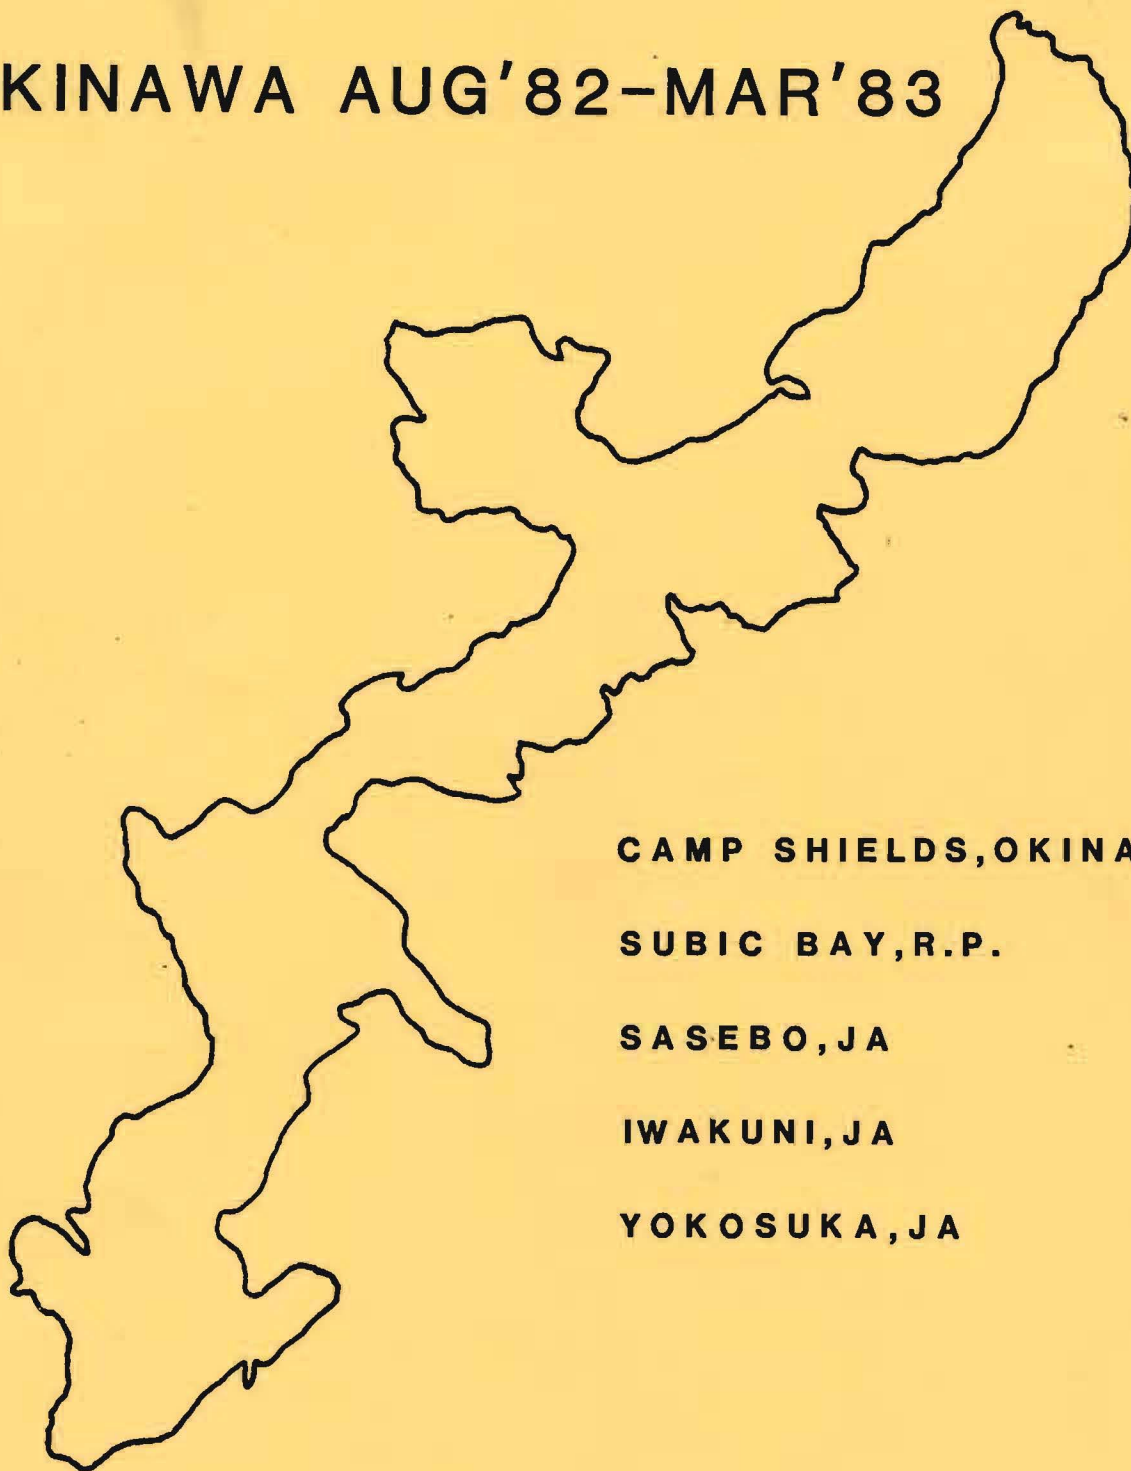 KINAWA AUG'82-MAR'83
CAMP SHIELDS,OKINA
SUBIC BAY,R.P.
SASEBO,JA
IWAKUNI,JA
YOKOSUKA,JA